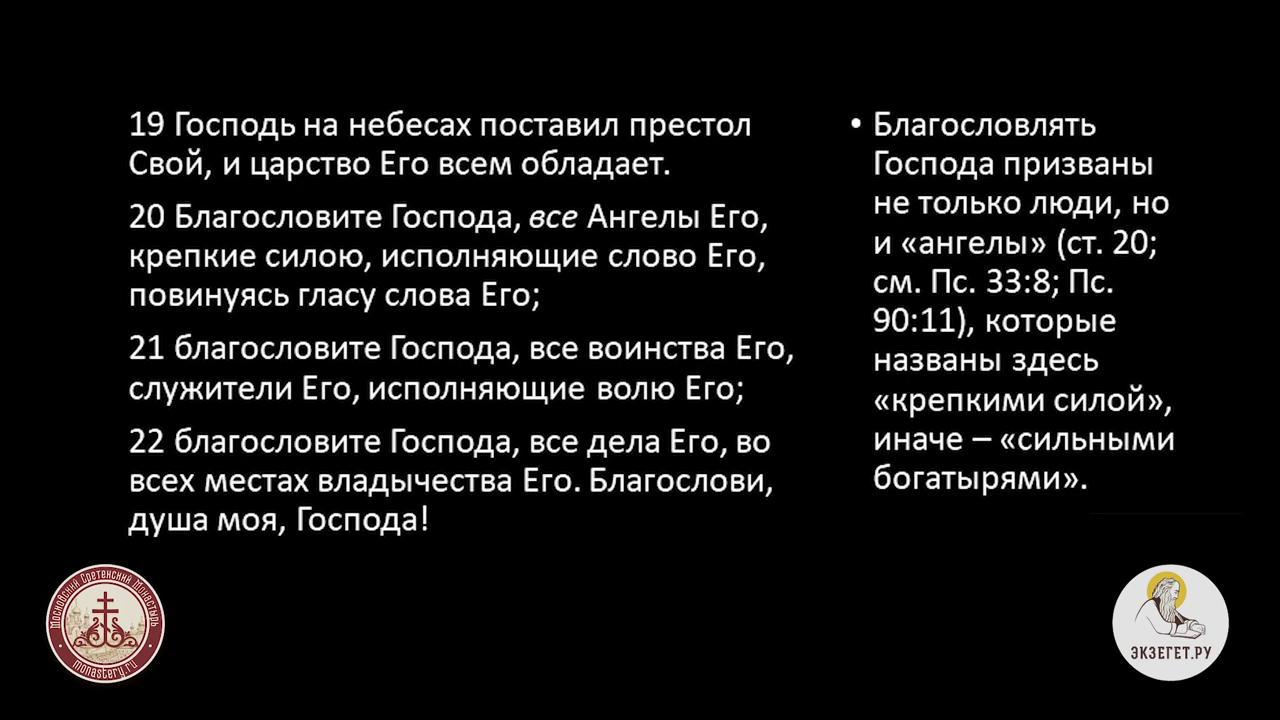 19 Господь на небесах поставил престол
Свой, и царство Его всем обладает.
20 Благословите Господа, все Ангелы Его,
крепкие силою, исполняющие слово Его,
повинуясь гласу слова Его;
21 благословите Господа, все воинства Его,
служители Его, исполняющие волю Его;
22 благословите Господа, все дела Его, во
всех местах владычества Его. Благослови,
душа моя, Господа!
• Благословлять
Господа призваны
не только люди, но
и «ангелы» (ст. 20;
см. Пс. 33:8; Пс.
90:11), которые
названы здесь
«крепкими силой»,
иначе – «сильными
богатырями».
Московский Сретенский Монастырь
monastery.ru
ЭКЗЕГЕТ.РУ